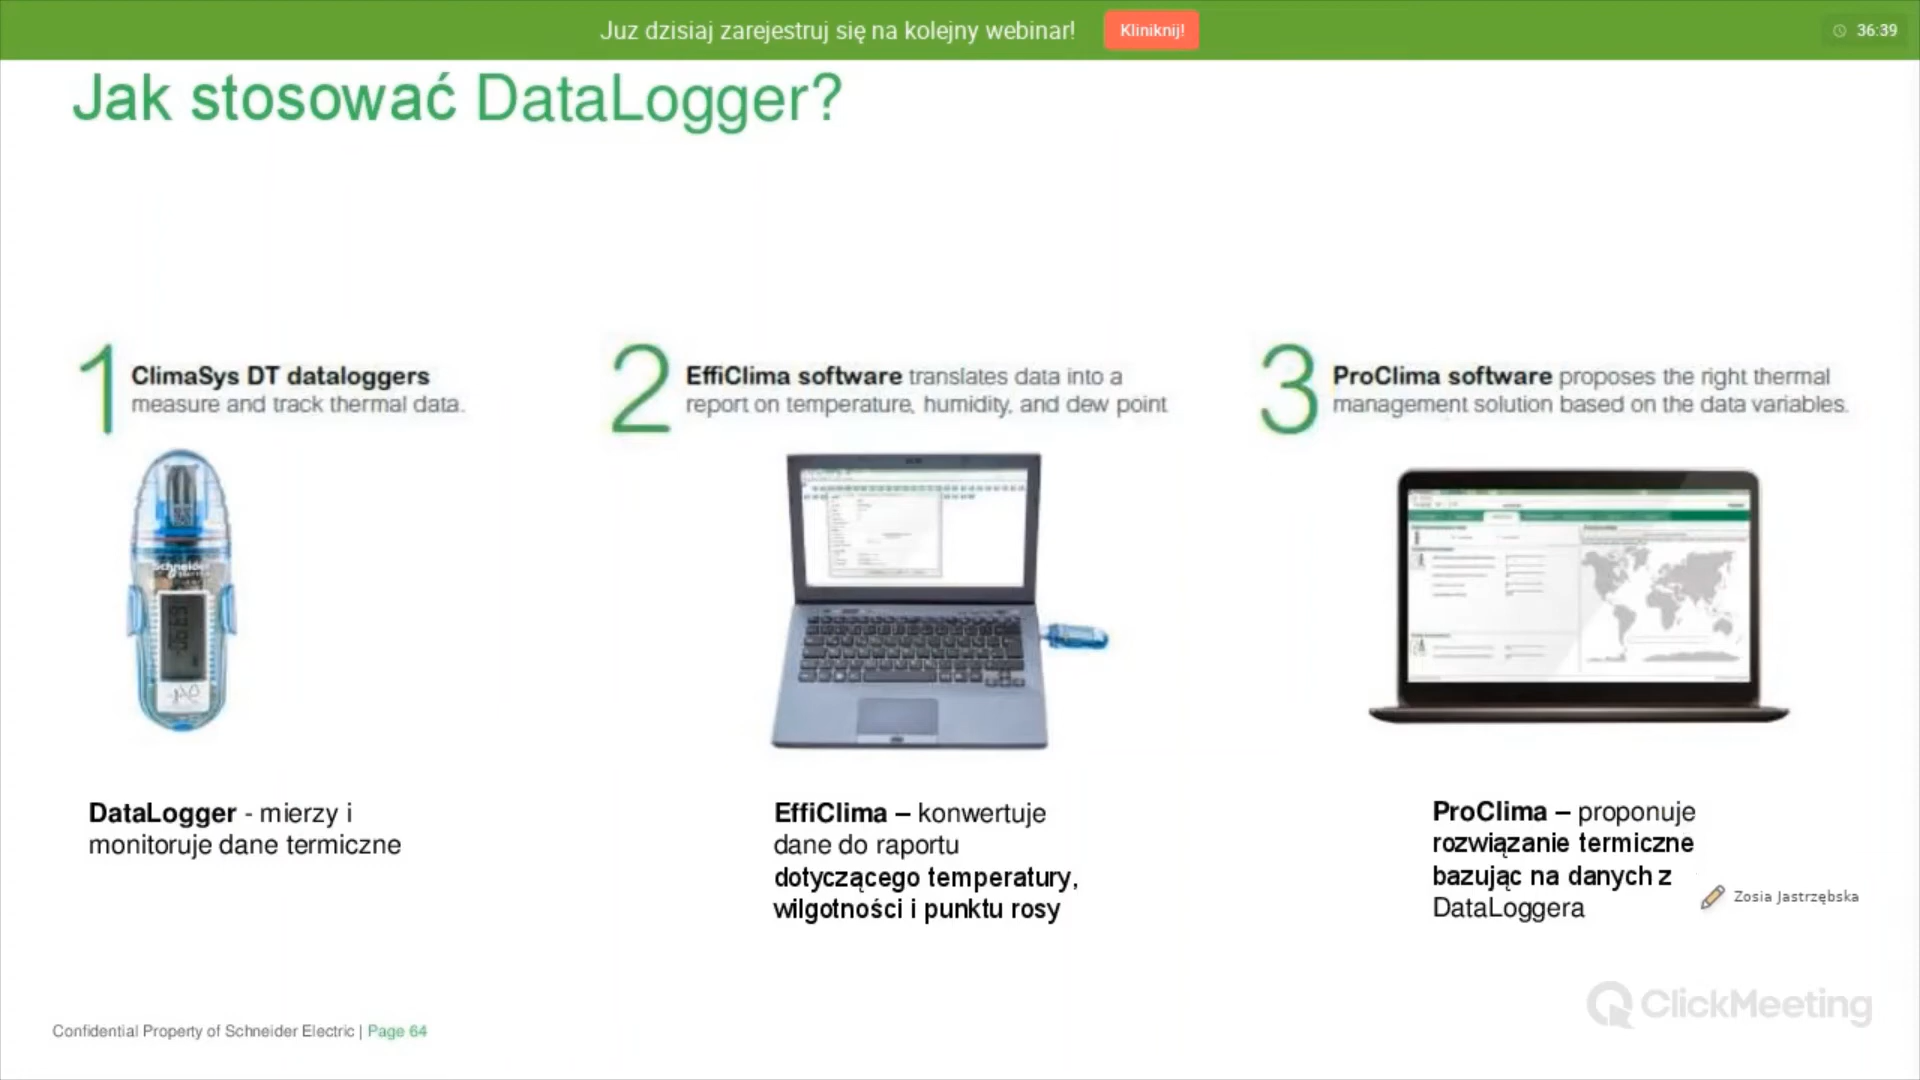 Juz dzisiaj zarejestruj się na kolejny webinar!
Kliniknij!
36:39
Jak stosować DataLogger?
1
ClimaSys DT dataloggers
measure and track thermal data.
2
EffiClima software translates data into a
report on temperature, humidity, and dew point
3
ProClima software proposes the right thermal
management solution based on the data variables.
Schneider
DataLogger - mierzy i
monitoruje dane termiczne
EffiClima – konwertuje
dane do raportu
dotyczącego temperatury,
wilgotności i punktu rosy
ProClima – proponuje
rozwiązanie termiczne
bazując na danych z
DataLoggera
Zosia Jastrzębska
ClickMeeting
Confidential Property of Schneider Electric | Page 64